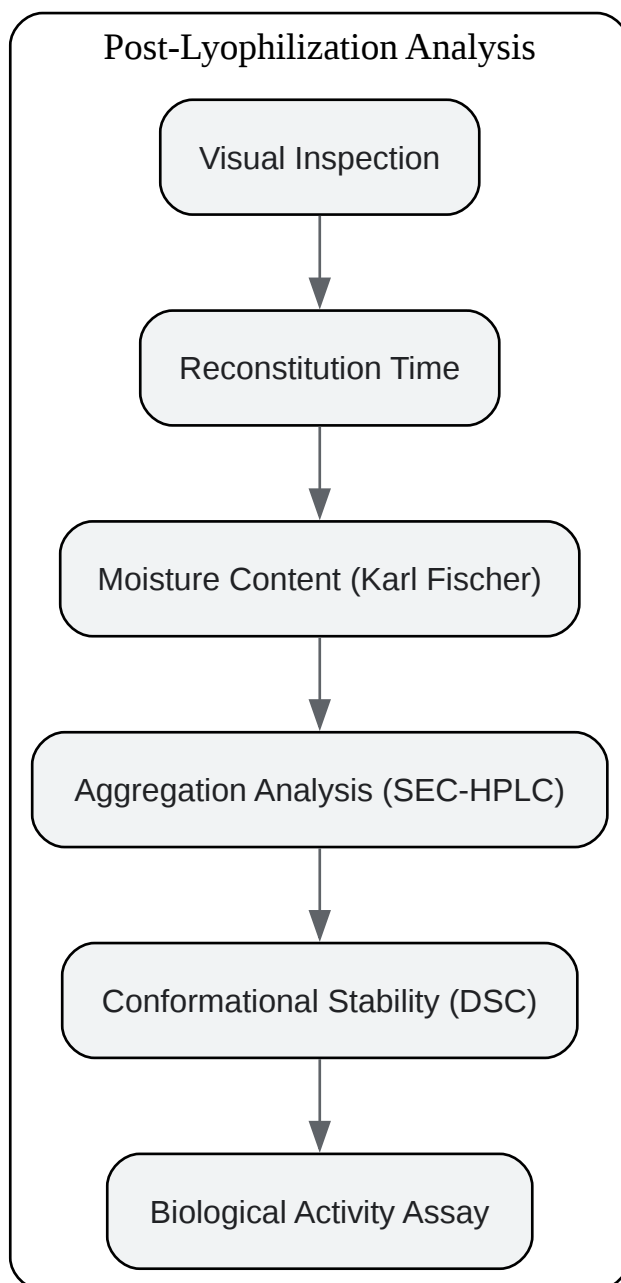 Post-Lyophilization Analysis
Visual Inspection
Reconstitution Time
Moisture Content (Karl Fischer)
Aggregation Analysis (SEC-HPLC)
Conformational Stability (DSC)
Biological Activity Assay